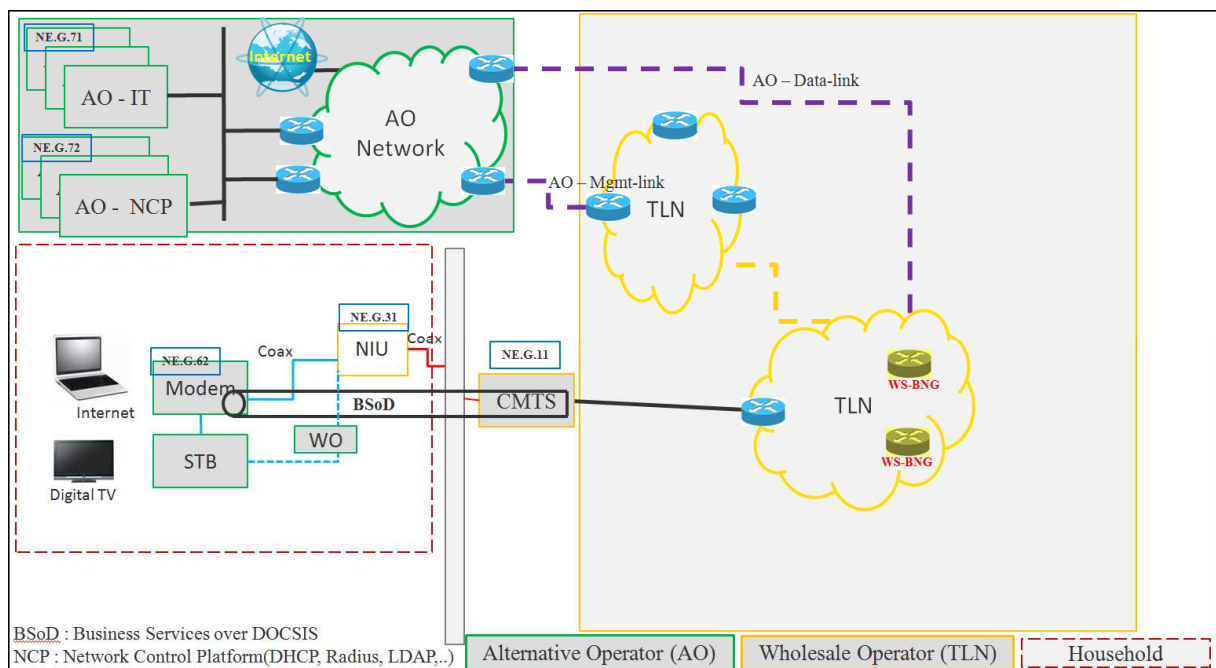 NE.G.71
AO - IT
NE.G.72
AO - NCP
Internet
AO
Network
AO – Data-link
AO – Mgmt-link
TLN
NE.G.31
NIU
Coax
Coax
NE.G.62
Modem
Internet
BSoD
NE.G.11
CMTS
WO
STB
Digital TV
WS-BNG
TLN
WS-BNG
BSoD : Business Services over DOCSIS
NCP : Network Control Platform(DHCP, Radius, LDAP,..)
Alternative Operator (AO)
Wholesale Operator (TLN)
Household